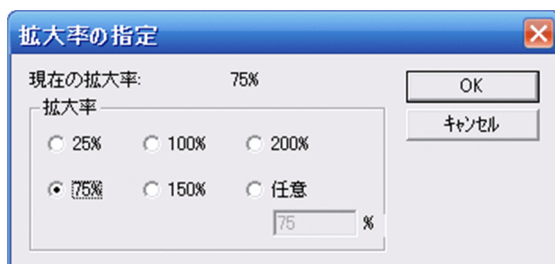 拡大率の指定
現在の拡大率: 75%
OK
拡大率
キャンセル
25% 100% 200%
75% 150% 任意
75 %